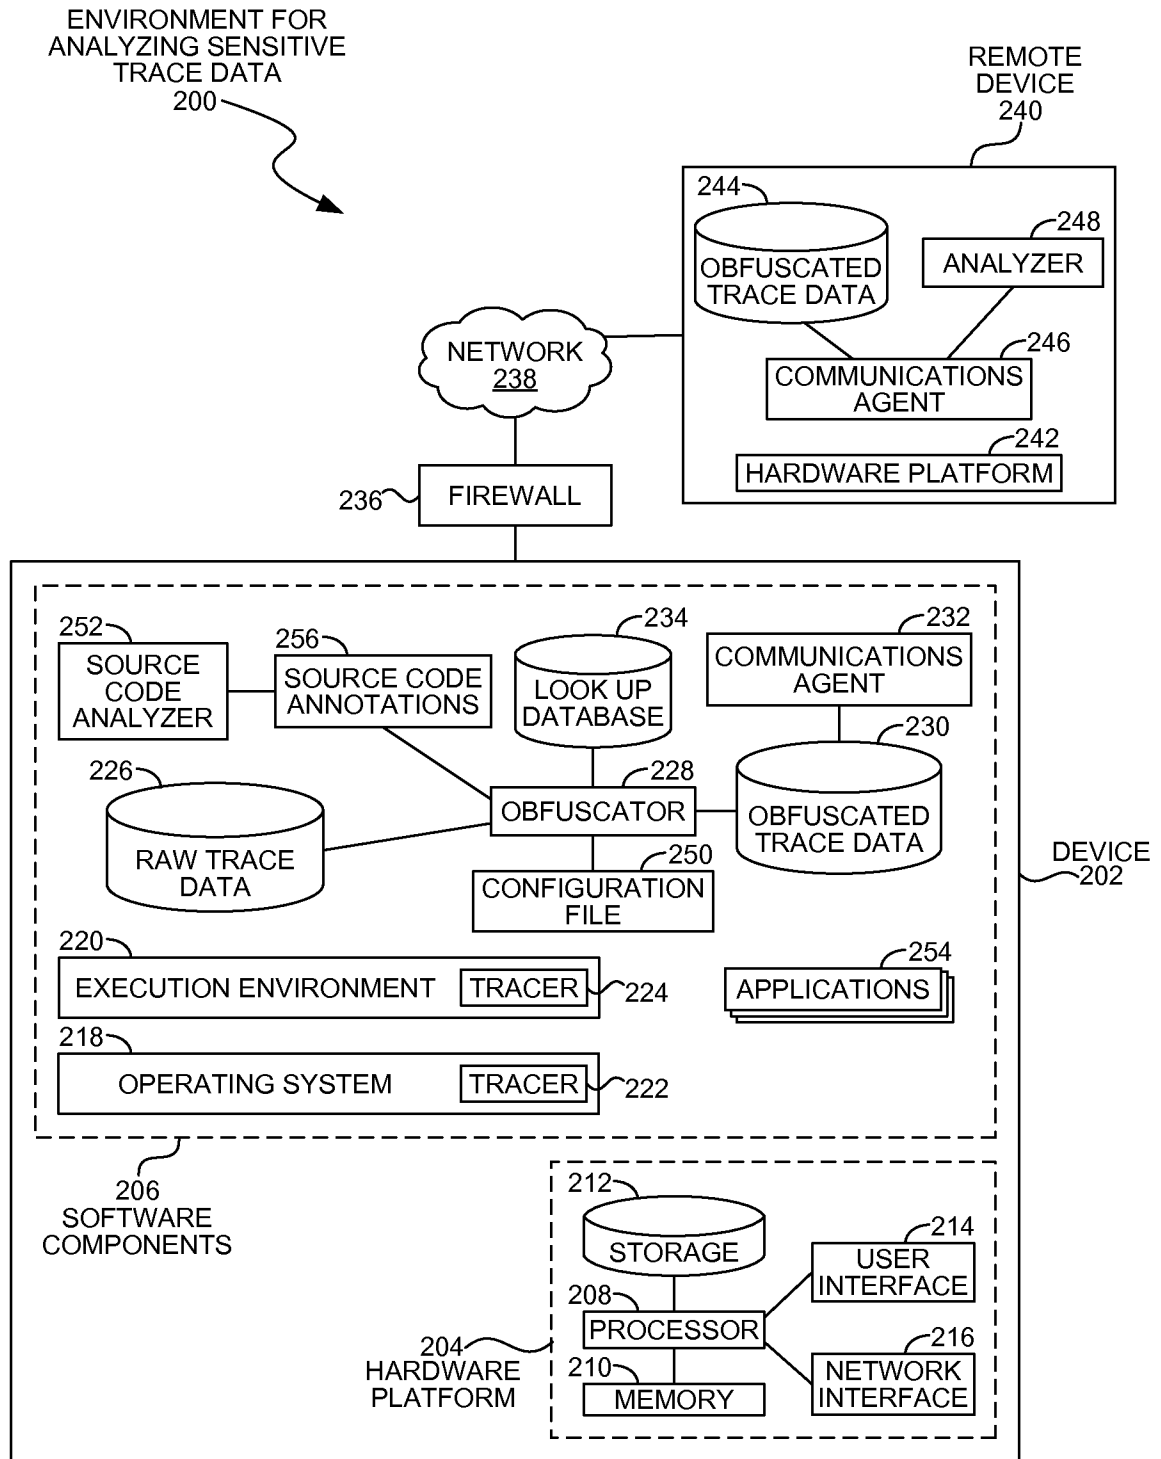 ENVIRONMENT FOR
ANALYZING SENSITIVE
TRACE DATA
200
REMOTE
DEVICE
240
244
OBFUSCATED
TRACE DATA
248
ANALYZER
246
COMMUNICATIONS
AGENT
242
HARDWARE PLATFORM
NETWORK
238
236
FIREWALL
252
SOURCE
CODE
ANALYZER
256
SOURCE CODE
ANNOTATIONS
234
LOOK UP
DATABASE
232
COMMUNICATIONS
AGENT
230
OBFUSCATED
TRACE DATA
226
RAW TRACE
DATA
228
OBFUSCATOR
250
CONFIGURATION
FILE
DEVICE
202
220
EXECUTION ENVIRONMENT
TRACER
224
254
APPLICATIONS
218
OPERATING SYSTEM
TRACER
222
206
SOFTWARE
COMPONENTS
212
STORAGE
214
USER
INTERFACE
208
PROCESSOR
204
HARDWARE
PLATFORM
210
MEMORY
216
NETWORK
INTERFACE